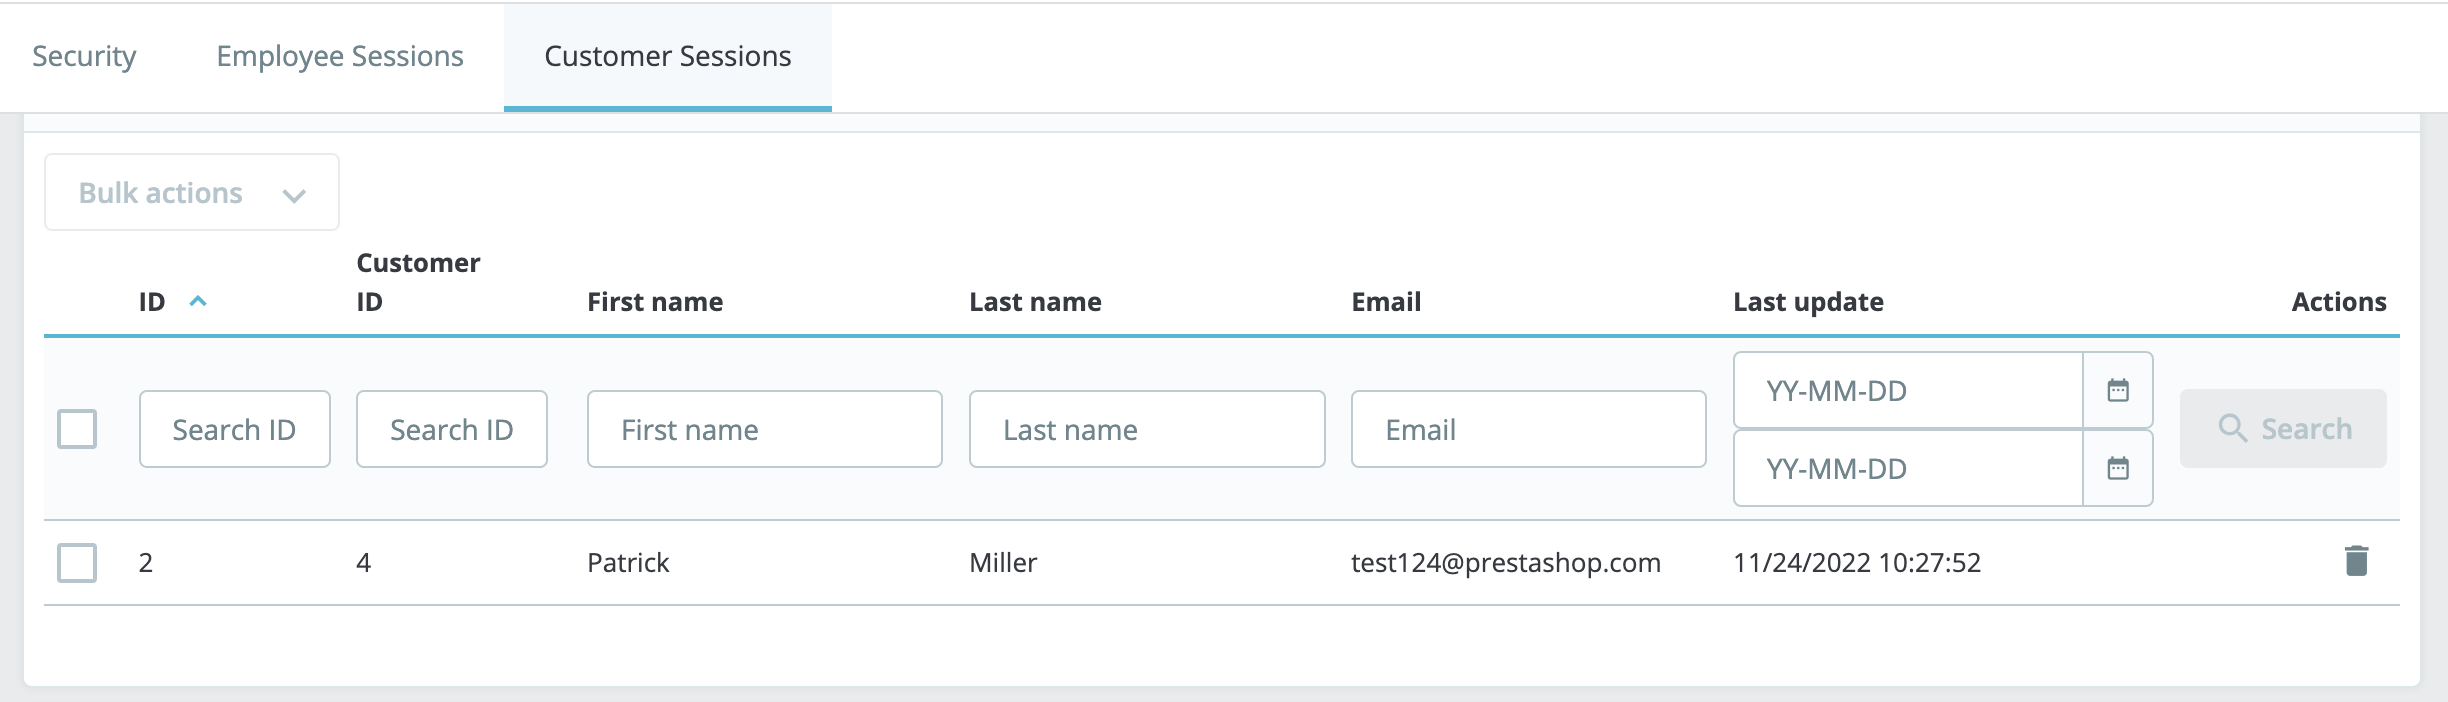 Security Employee Sessions Customer Sessions
Bulk actions
Customer
ID ID First name Last name Email Last update Actions
YY-MM-DD
Search ID Search ID First name Last name Email Search
YY-MM-DD
2 4 Patrick Miller test124@prestashop.com 11/24/2022 10:27:52